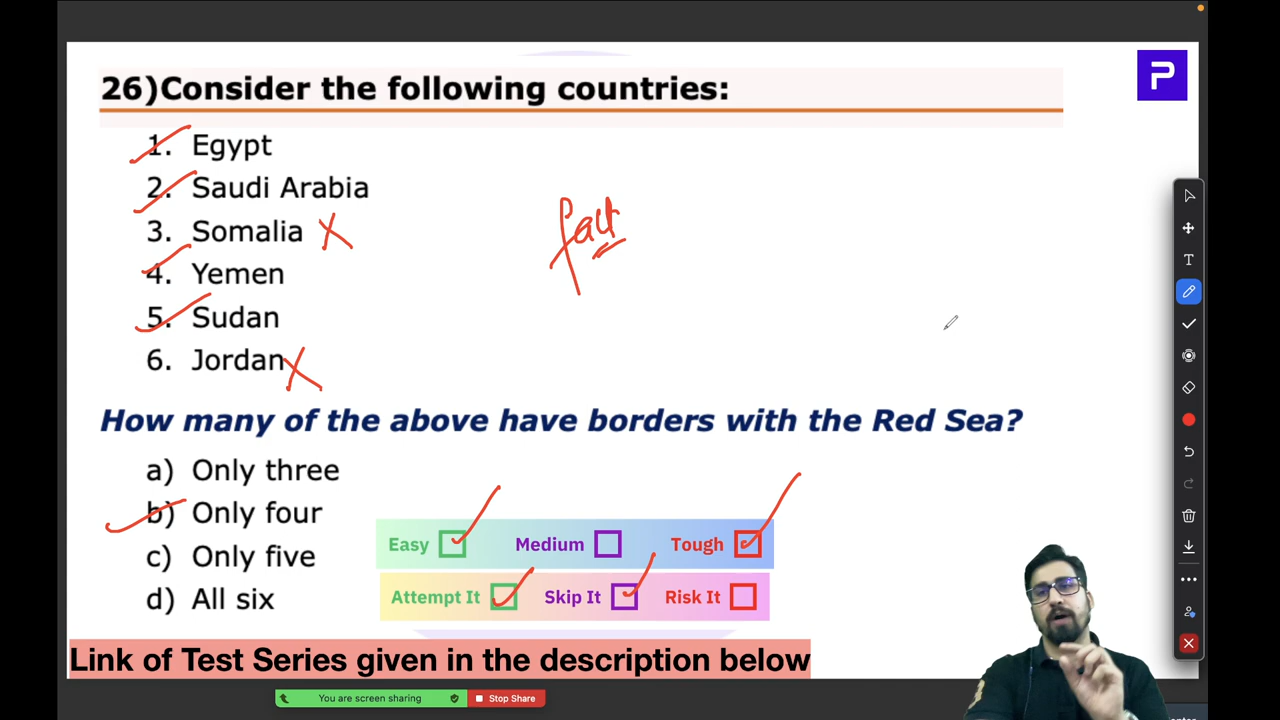 P
26)Consider the following countries:
1. Egypt
2. Saudi Arabia
3. Somalia
4. Yemen
fact
5. Sudan
6. Jordan
How many of the above have borders with the Red Sea?
a) Only three
b) Only four
c) Only five
d) All six
Easy Medium Tough
Attempt It Skip It Risk It
Link of Test Series given in the description below
You are screen sharing Stop Share